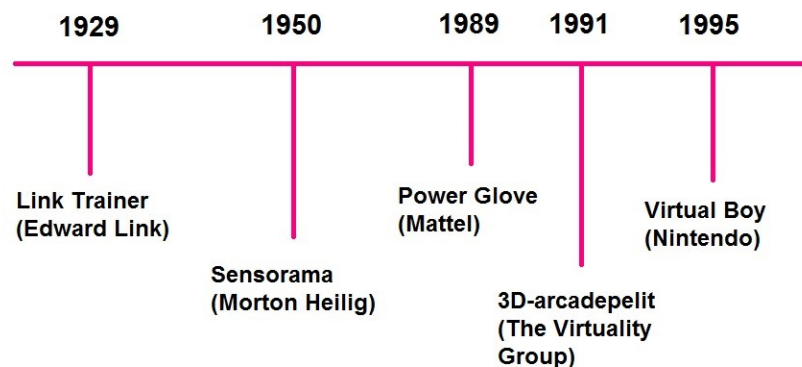 1929 1950 1989 1991 1995
Link Trainer
(Edward Link)
Sensorama
(Morton Heilig)
Power Glove
(Mattel)
3D-arcadepelit
(The Virtuality
Group)
Virtual Boy
(Nintendo)